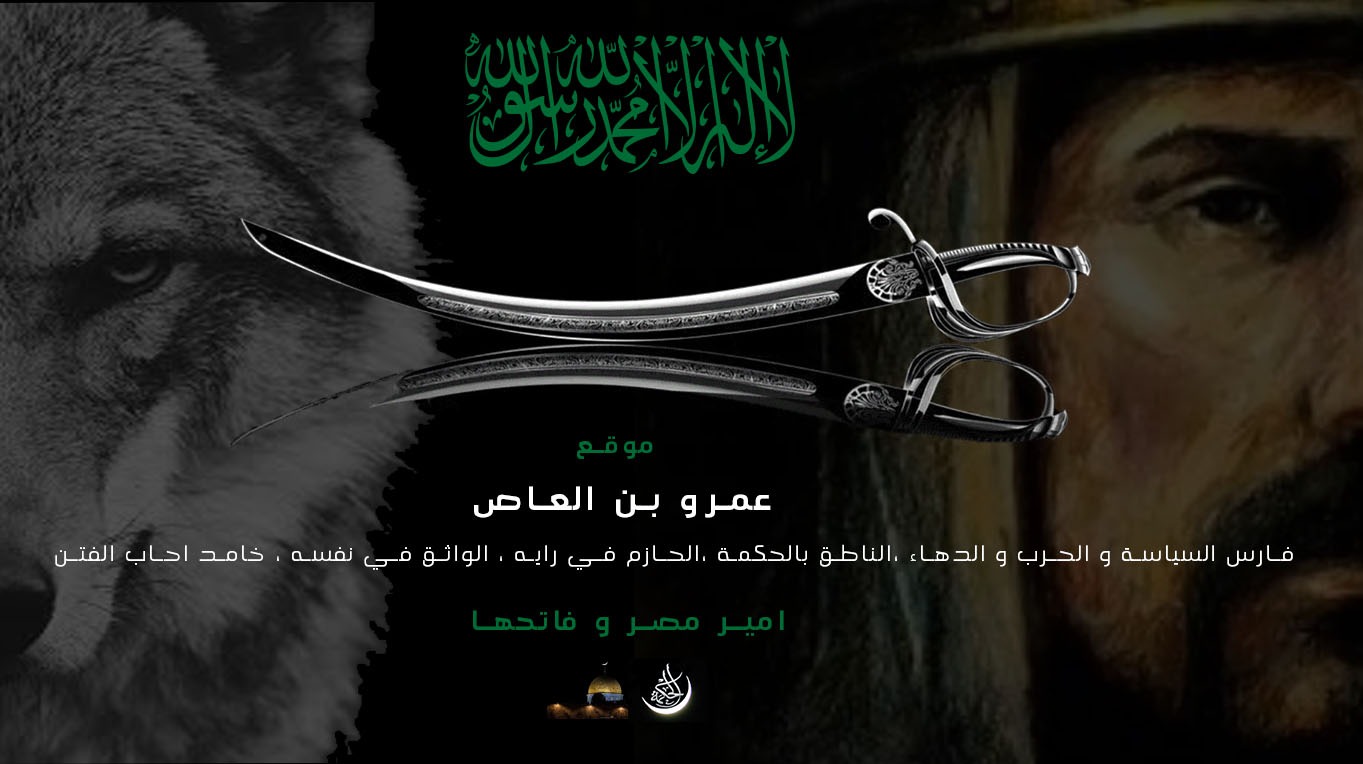 لا إله إلا الله محمد رسول الله
موقع
عمرو بن العاص
فارس السياسة و الحرب و الدهاء ،الناطق بالحكمة ،الحازم في رايه ، الواثق في نفسه ، خامد احاب الفتن
امير مصر و فاتحها